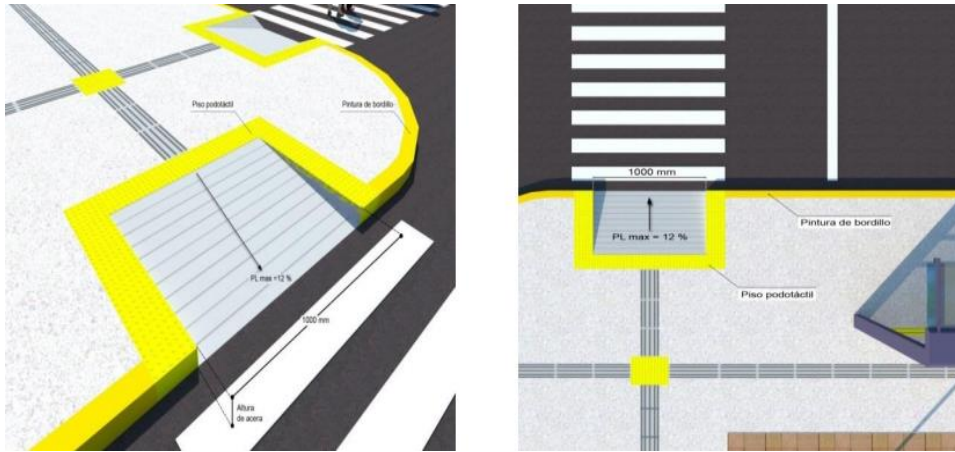 Piso podotáctil
Pintura de bordillo
PL max =12 %
1000 mm
Altura
de acera
1000 mm
Pintura de bordillo
PL max = 12 %
Piso podotáctil